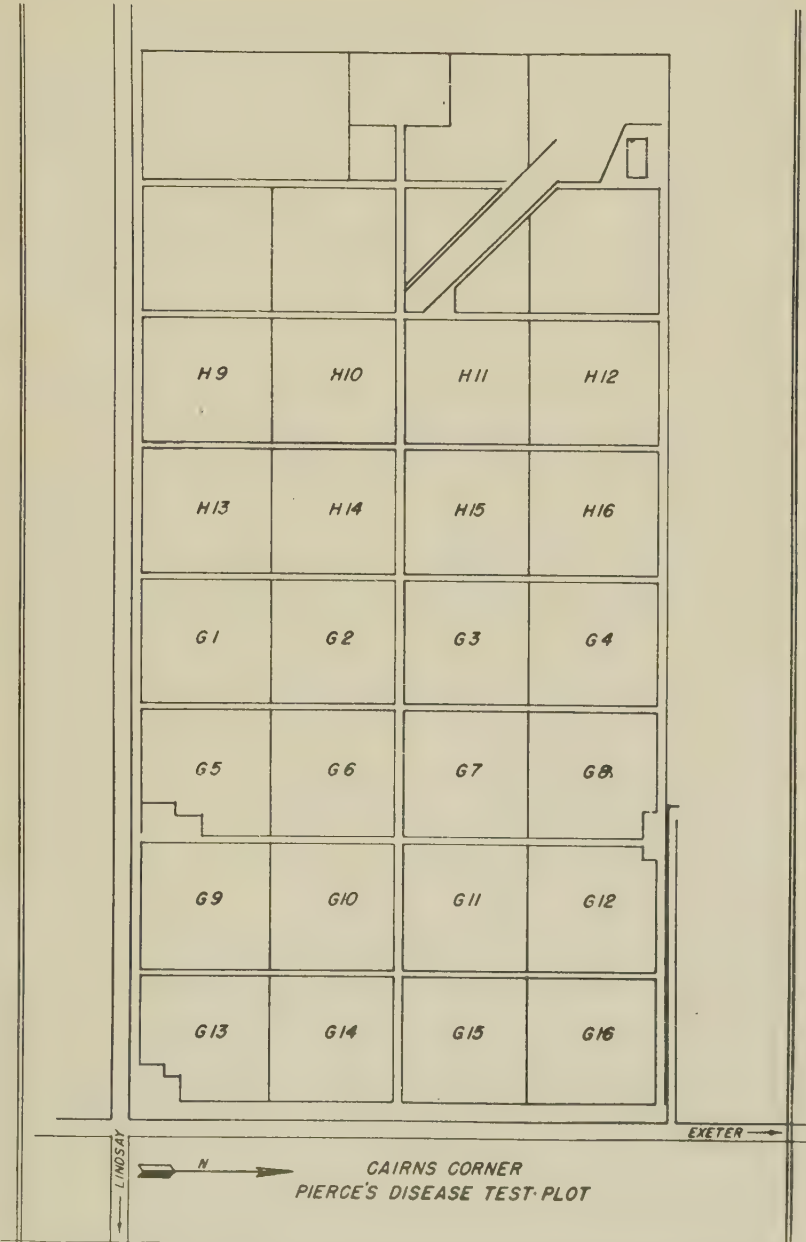 H9 H10 H11 H12
H13 H14 H15 H16
G1 G2 G3 G4
G5 G6 G7 G8
G9 G10 G11 G12
G13 G14 G15 G16
EXETER
LINDSAY
N
CAIRNS CORNER
PIERCE'S DISEASE TEST PLOT